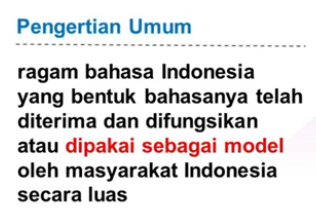 Pengertian Umum
ragam bahasa Indonesia
yang bentuk bahasanya telah
diterima dan difungsikan
atau dipakai sebagai model
oleh masyarakat Indonesia
secara luas